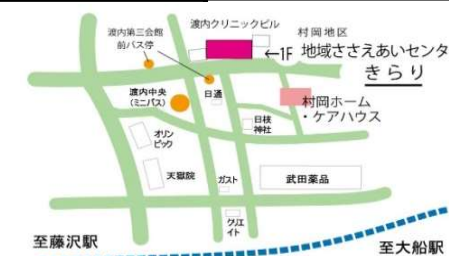 渡内クリニックビル
村岡地区
←1F 地域ささえあいセンタ
きらり
渡内第三会館
前バス停
渡内中央
(ミニバス)
日通
村岡ホーム
・ケアハウス
日枝
神社
オリン
ピック
天嶽院
ガスト
武田薬品
クリエ
イト
至藤沢駅
至大船駅